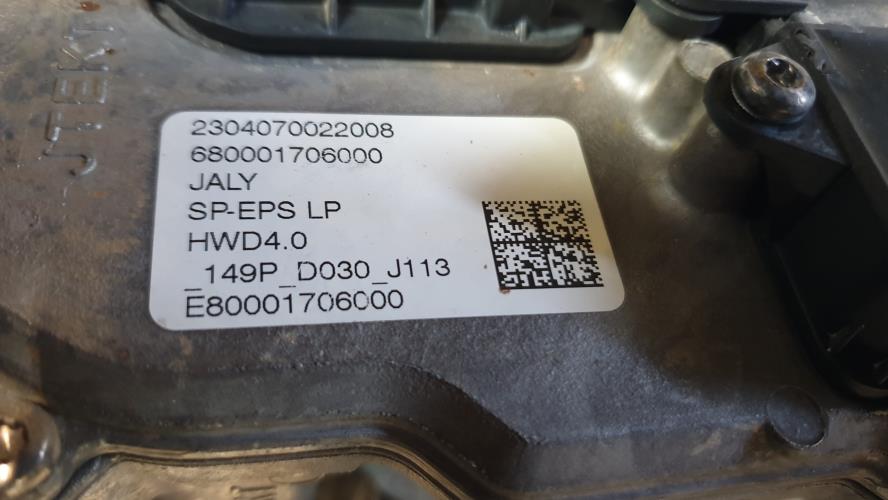 JTEKT
2304070022008
680001706000
JALY
SP-EPS LP
HWD4.0
_149P_D030_J113
E80001706000